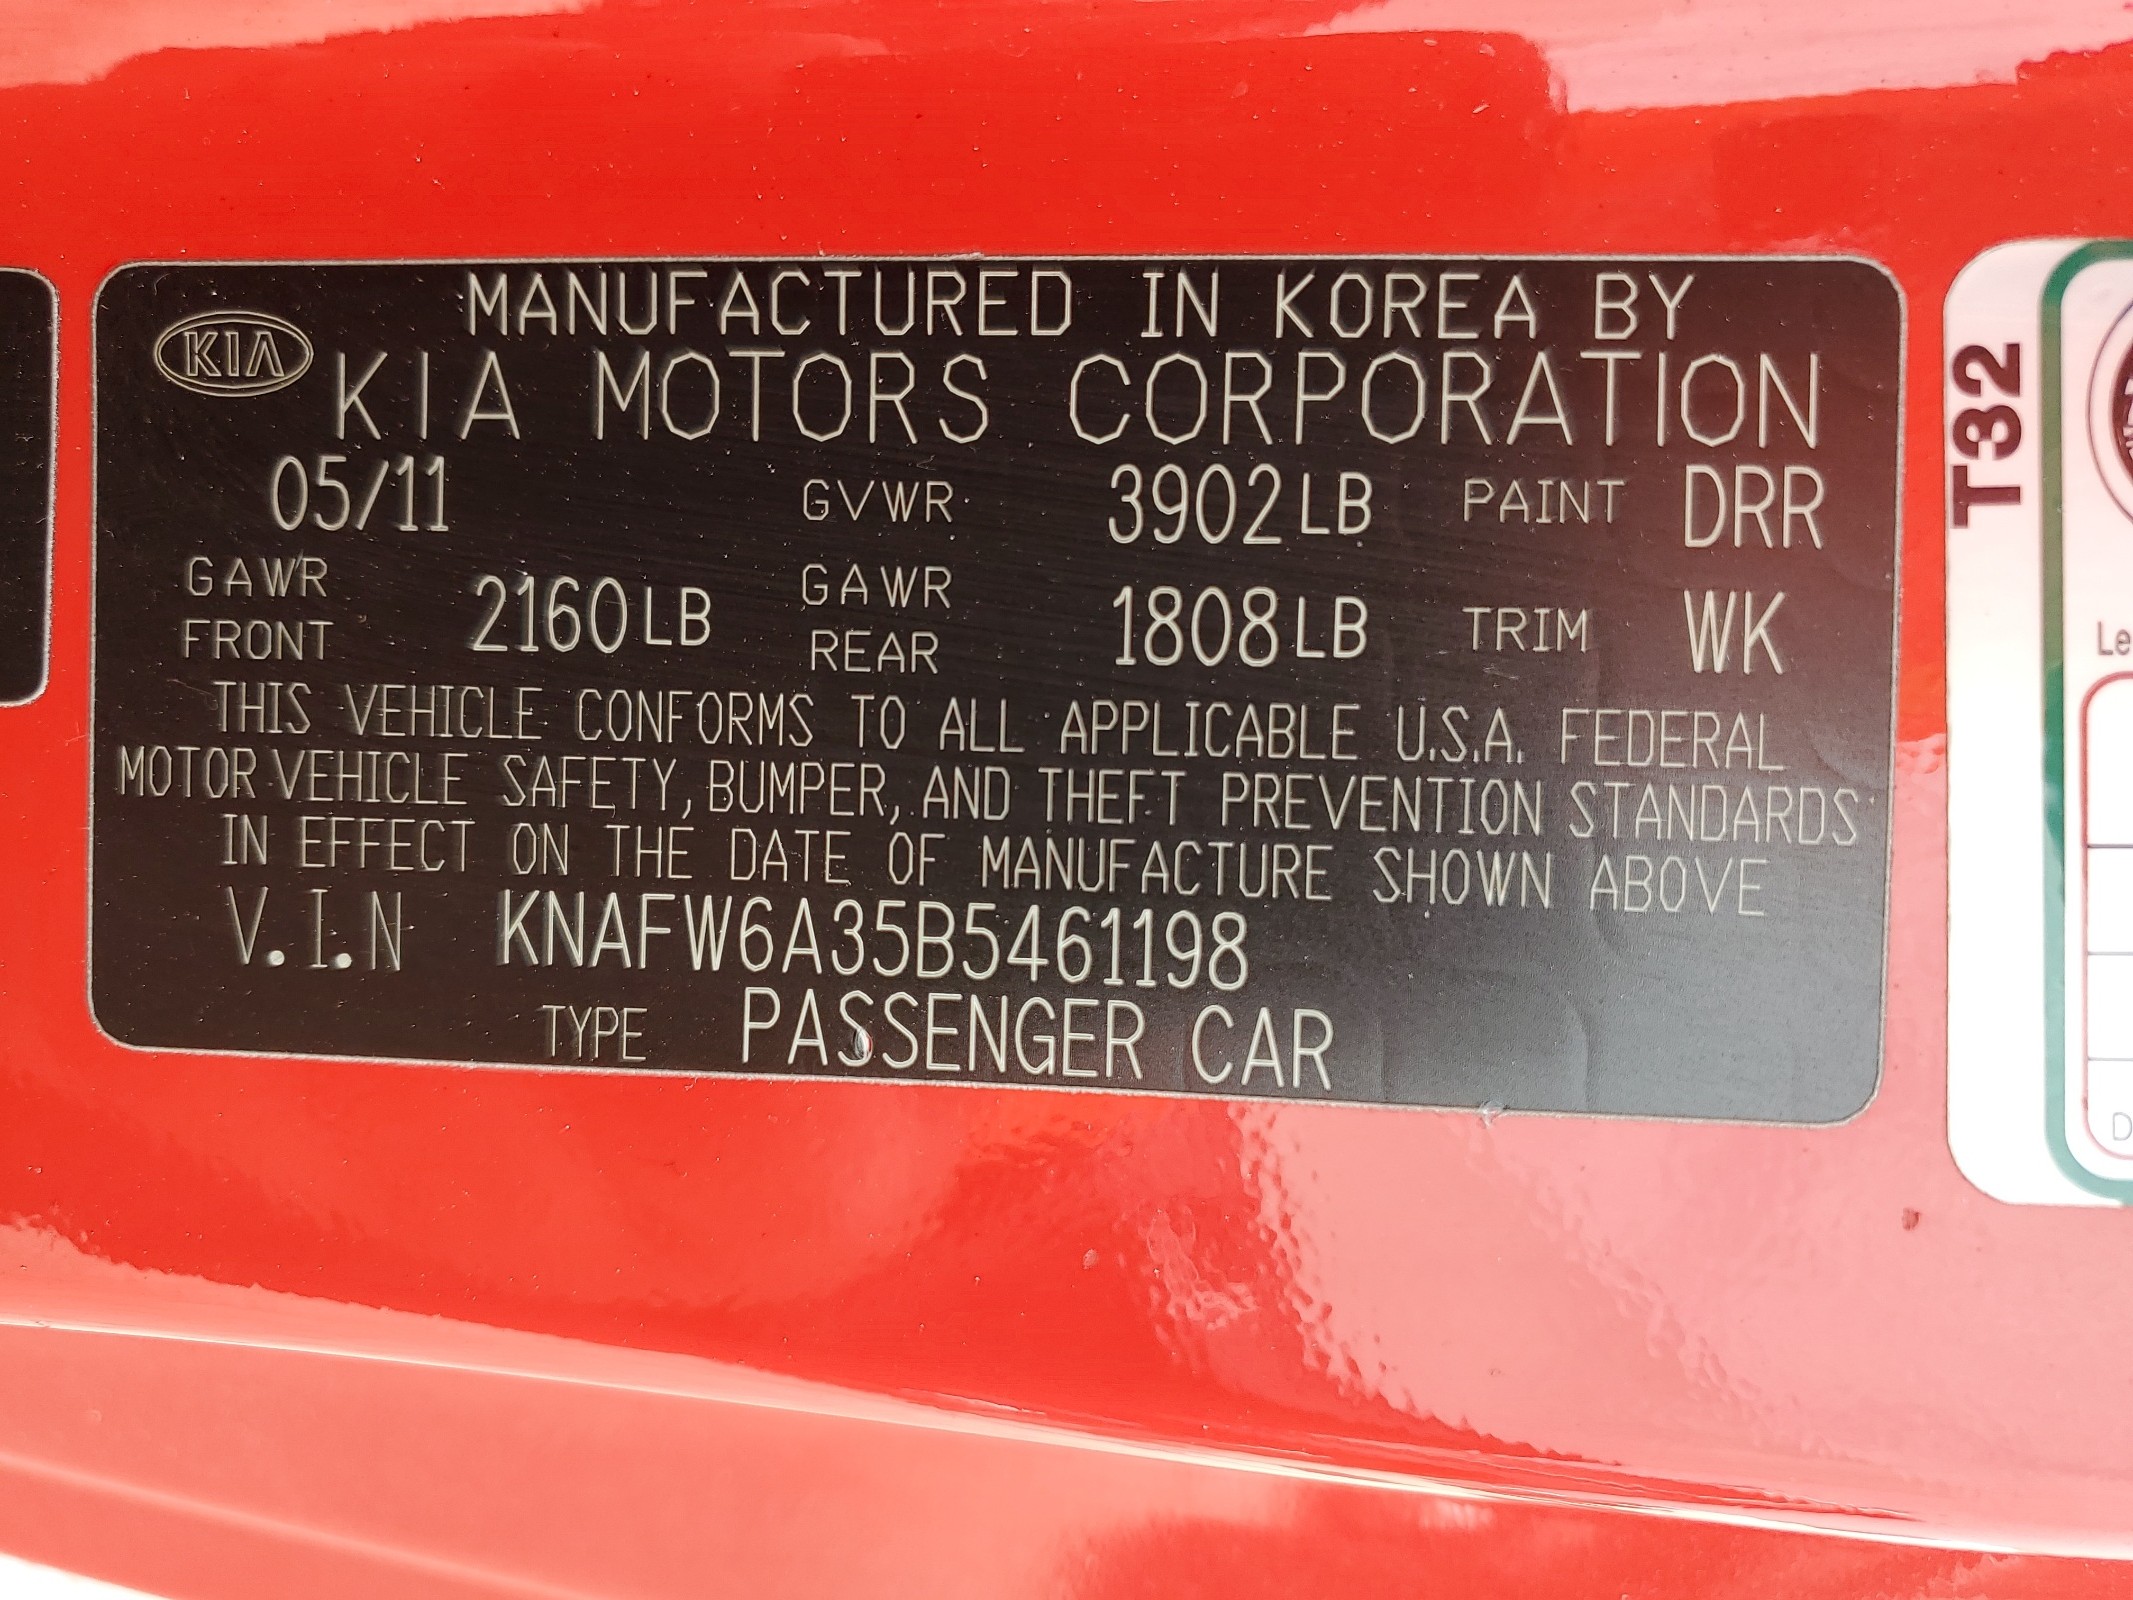 MANUFACTURED IN KOREA BY
KIA
KIA MOTORS CORPORATION
05/11 GVWR 3902LB PAINT DRR
GAWR FRONT 2160LB GAWR REAR 1808LB TRIM WK
THIS VEHICLE CONFORMS TO ALL APPLICABLE U.S.A. FEDERAL
MOTOR VEHICLE SAFETY, BUMPER, AND THEFT PREVENTION STANDARDS
IN EFFECT ON THE DATE OF MANUFACTURE SHOWN ABOVE
V.I.N KNAFW6A35B5461198
TYPE PASSENGER CAR
T32